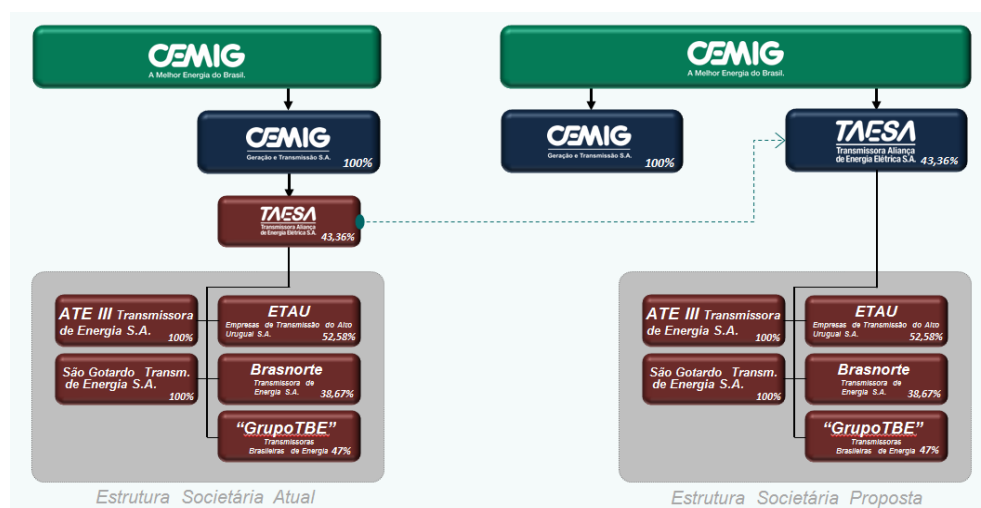 CEMIG
A Melhor Energia do Brasil.
CEMIG
Geração e Transmissão S.A.
100%
TAESA
Transmissora Aliança
de Energia Elétrica S.A.
43,36%
ATE III Transmissora
de Energia S.A.
100%
ETAU
Empresas de Transmissão do Alto
Uruguai S.A.
52,58%
São Gotardo Transm.
de Energia S.A.
100%
Brasnorte
Transmissora de
Energia S.A.
38,67%
“GrupoTBE”
Transmissoras
Brasileiras de Energia 47%
Estrutura Societária Atual
CEMIG
A Melhor Energia do Brasil.
CEMIG
Geração e Transmissão S.A.
100%
TAESA
Transmissora Aliança
de Energia Elétrica S.A. 43,36%
ATE III Transmissora
de Energia S.A.
100%
ETAU
Empresas de Transmissão do Alto
Uruguai S.A.
52,58%
São Gotardo Transm.
de Energia S.A.
100%
Brasnorte
Transmissora de
Energia S.A.
38,67%
“GrupoTBE”
Transmissoras
Brasileiras de Energia 47%
Estrutura Societária Proposta